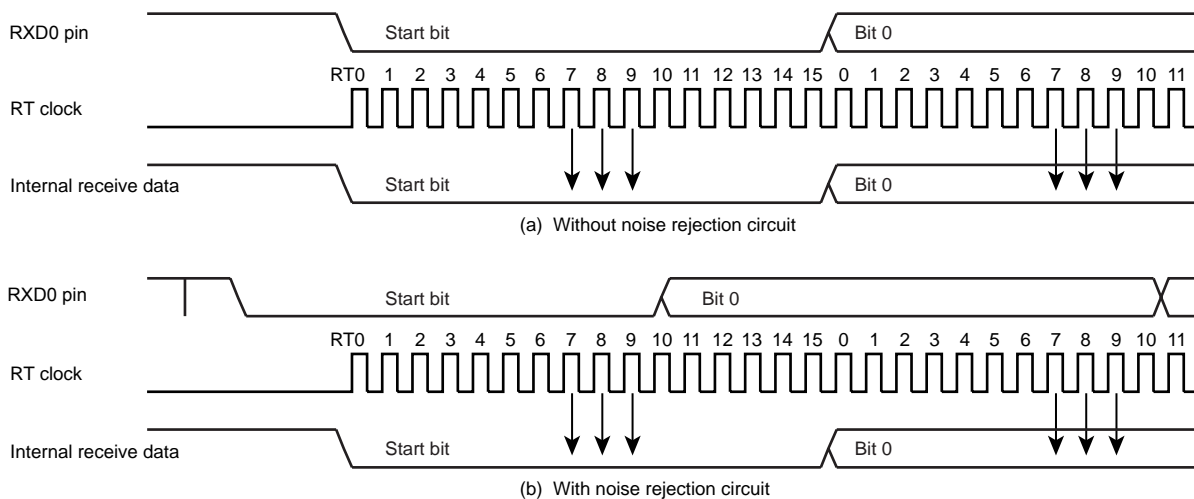 RXD0 pin
Start bit
Bit 0
RT0 1 2 3 4 5 6 7 8 9 10 11 12 13 14 15 0 1 2 3 4 5 6 7 8 9 10 11
RT clock
Internal receive data
Start bit
Bit 0
(a) Without noise rejection circuit
RXD0 pin
Start bit
Bit 0
RT0 1 2 3 4 5 6 7 8 9 10 11 12 13 14 15 0 1 2 3 4 5 6 7 8 9 10 11
RT clock
Internal receive data
Start bit
Bit 0
(b) With noise rejection circuit